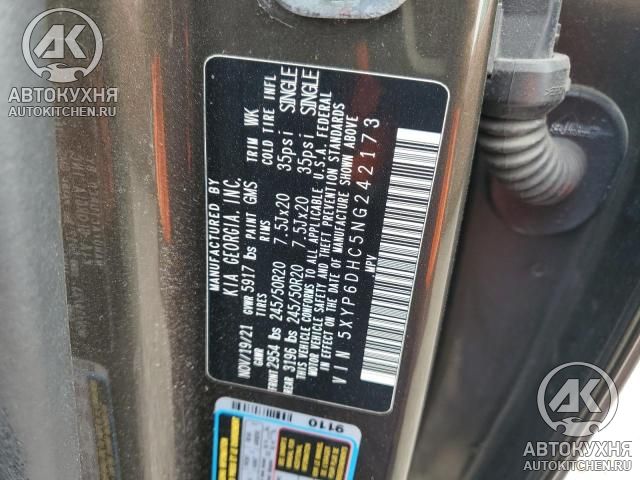 AK
АВТОКУХНЯ
AUTOKITCHEN.RU
MANUFACTURED BY
KIA GEORGIA, INC.
NOV/19/21 GVWR 5917 lbs PAINT GMS TRIM WK
GAWR TIRES RIMS COLD TIRE INFL
FRONT 2954 lbs 245/50R20 7.5Jx20 35psi SINGLE
REAR 3196 lbs 245/50R20 7.5Jx20 35psi SINGLE
THIS VEHICLE CONFORMS TO ALL APPLICABLE U.S.A. FEDERAL
MOTOR VEHICLE SAFETY AND THEFT PREVENTION STANDARDS
IN EFFECT ON THE DATE OF MANUFACTURE SHOWN ABOVE
VIN 5XYP6DHC5NG242173
MPV
9110
AK
АВТОКУХНЯ
AUTOKITCHEN.RU